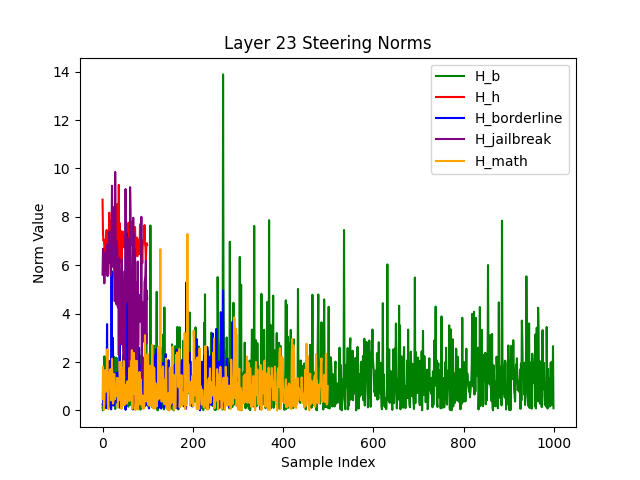 Layer 23 Steering Norms
14
12
10
8
6
4
2
0
Norm Value
0
200
400
600
800
1000
Sample Index
H_b
H_h
H_borderline
H_jailbreak
H_math